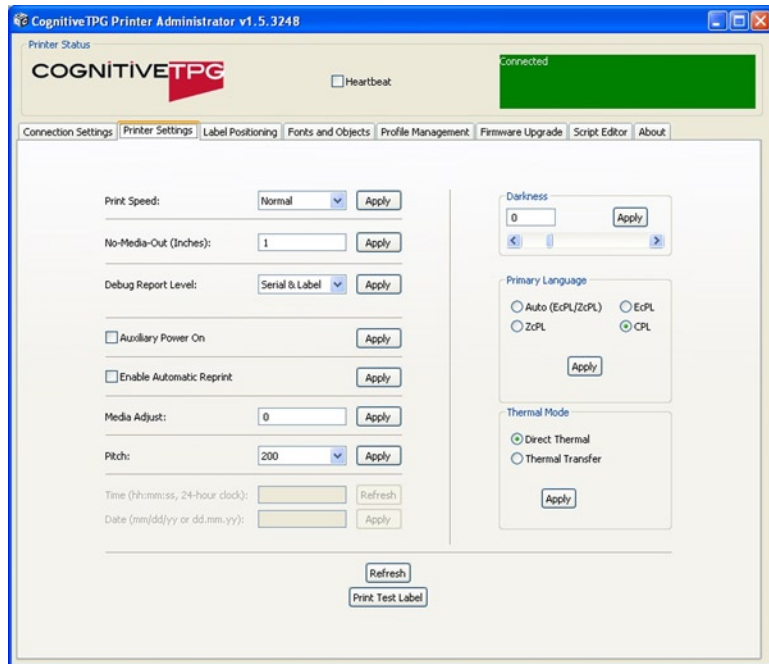 CognitiveTPG Printer Administrator v1.5.3248
Printer Status
COGNITIVETPG
Heartbeat
Connected
Connection Settings Printer Settings Label Positioning Fonts and Objects Profile Management Firmware Upgrade Script Editor About
Print Speed: Normal Apply
No-Media-Out (Inches): 1 Apply
Debug Report Level: Serial & Label Apply
Auxiliary Power On Apply
Enable Automatic Reprint Apply
Media Adjust: 0 Apply
Pitch: 200 Apply
Time (hh:mm:ss, 24-hour clock): Refresh
Date (mm/dd/yy or dd.mm.yy): Apply
Darkness
0 Apply
Primary Language
Auto (EcPL/ZcPL) EcPL
ZcPL CPL
Apply
Thermal Mode
Direct Thermal
Thermal Transfer
Apply
Refresh
Print Test Label